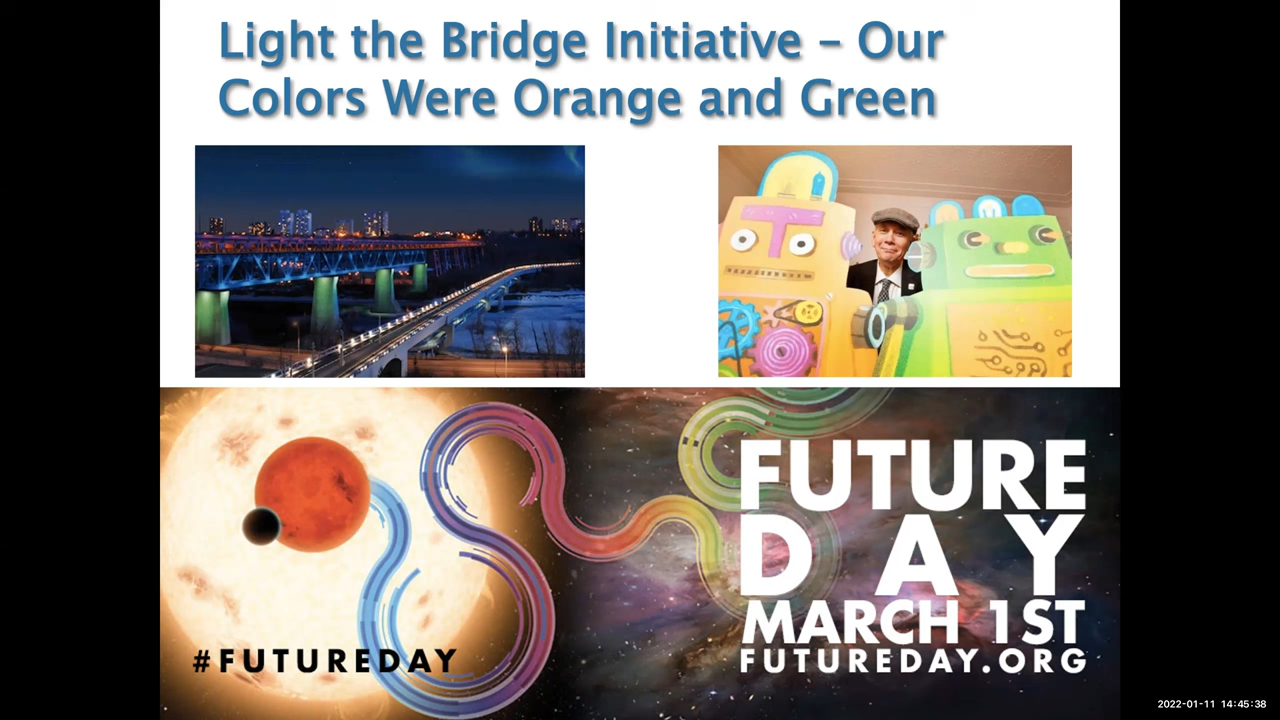 Light the Bridge Initiative – Our
Colors Were Orange and Green
#FUTUREDAY
FUTURE
DAY
MARCH 1ST
FUTUREDAY.ORG
2022-01-11 14:45:38